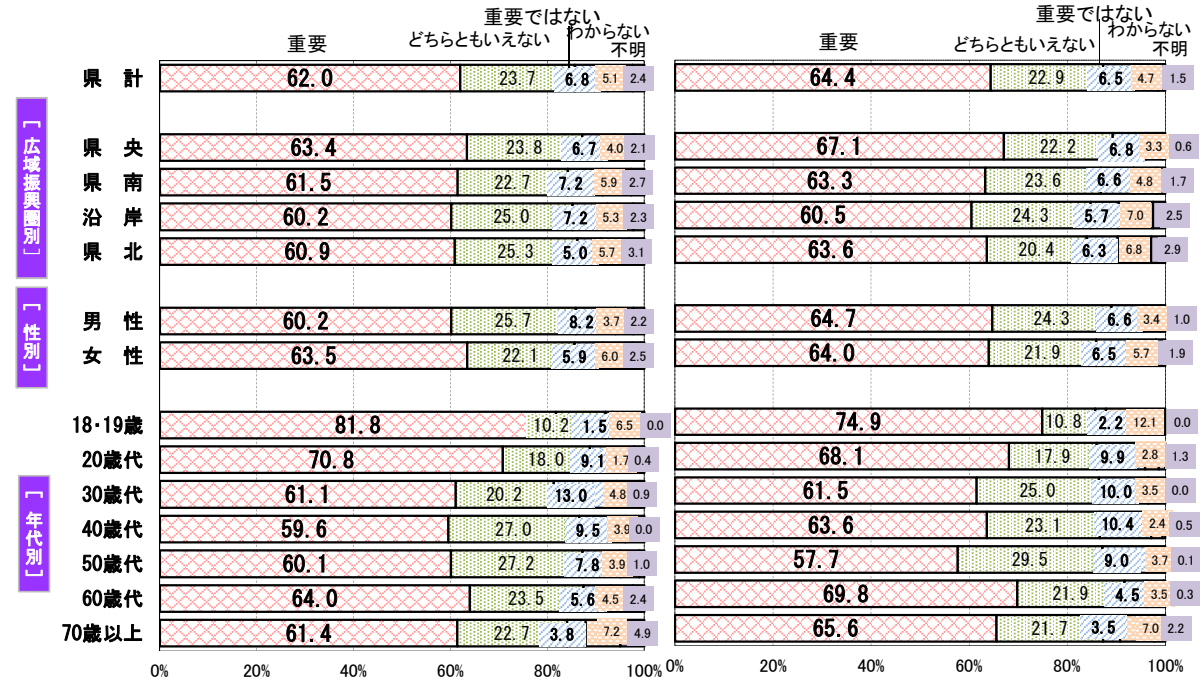 重要ではない 重要ではない
重要 どちらともいえない わからない 不明 重要 どちらともいえない わからない 不明
県 計 62.0 23.7 6.8 5.1 2.4 64.4 22.9 6.5 4.7 1.5
［広域振興圏別］
県 央 63.4 23.8 6.7 4.0 2.1 67.1 22.2 6.8 3.3 0.6
県 南 61.5 22.7 7.2 5.9 2.7 63.3 23.6 6.6 4.8 1.7
沿 岸 60.2 25.0 7.2 5.3 2.3 60.5 24.3 5.7 7.0 2.5
県 北 60.9 25.3 5.0 5.7 3.1 63.6 20.4 6.3 6.8 2.9
［性別］
男 性 60.2 25.7 8.2 3.7 2.2 64.7 24.3 6.6 3.4 1.0
女 性 63.5 22.1 5.9 6.0 2.5 64.0 21.9 6.5 5.7 1.9
［年代別］
18・19歳 81.8 10.2 1.5 6.5 0.0 74.9 10.8 2.2 12.1 0.0
20歳代 70.8 18.0 9.1 1.7 0.4 68.1 17.9 9.9 2.8 1.3
30歳代 61.1 20.2 13.0 4.8 0.9 61.5 25.0 10.0 3.5 0.0
40歳代 59.6 27.0 9.5 3.9 0.0 63.6 23.1 10.4 2.4 0.5
50歳代 60.1 27.2 7.8 3.9 1.0 57.7 29.5 9.0 3.7 0.1
60歳代 64.0 23.5 5.6 4.5 2.4 69.8 21.9 4.5 3.5 0.3
70歳以上 61.4 22.7 3.8 7.2 4.9 65.6 21.7 3.5 7.0 2.2
0% 20% 40% 60% 80% 100% 0% 20% 40% 60% 80% 100%